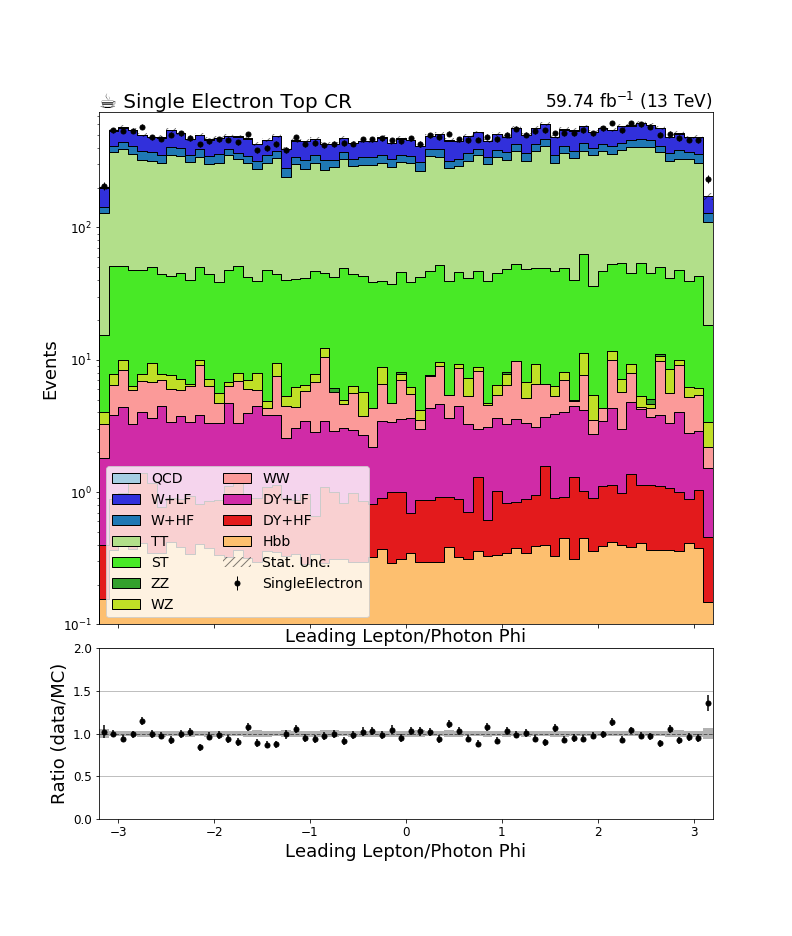 ☕ Single Electron Top CR
59.74 fb⁻¹ (13 TeV)
Events
10²
10¹
10⁰
10⁻¹
QCD
W+LF
W+HF
TT
ST
ZZ
WZ
WW
DY+LF
DY+HF
Hbb
Stat. Unc.
SingleElectron
Leading Lepton/Photon Phi
Ratio (data/MC)
2.0
1.5
1.0
0.5
0.0
−3 −2 −1 0 1 2 3
Leading Lepton/Photon Phi